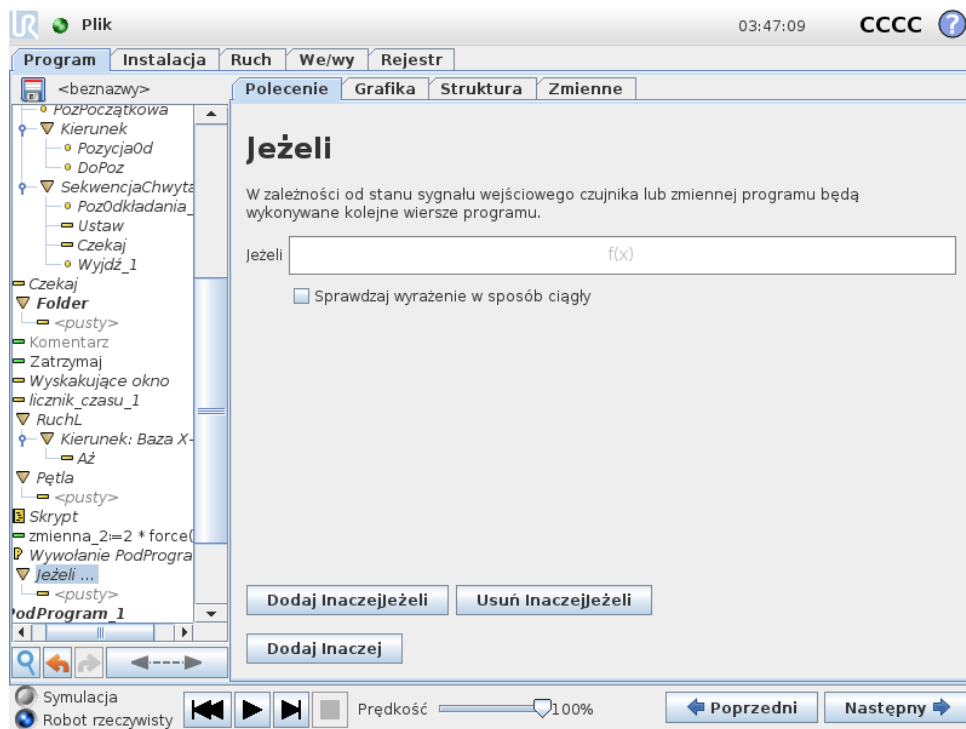 UR Plik 03:47:09 CCCC ?
Program Instalacja Ruch We/wy Rejestr
<beznazwy>
Polecenie Grafika Struktura Zmienne
PozPoczątkowa
Kierunek
PozycjaOd
DoPoz
SekwencjaChwyta
PozOdkładania_
Ustaw
Czekaj
Wyjdź_1
Czekaj
Folder
<pusty>
Komentarz
Zatrzymaj
Wyskakujące okno
licznik_czasu_1
RuchL
Kierunek: Baza X-
Aż
Pętla
<pusty>
Skrypt
zmienna_2:=2 * force(
Wywołanie PodProgra
Jeżeli ...
<pusty>
PodProgram_1
Jeżeli
W zależności od stanu sygnału wejściowego czujnika lub zmiennej programu będą
wykonywane kolejne wiersze programu.
Jeżeli f(x)
Sprawdzaj wyrażenie w sposób ciągły
Dodaj InaczejJeżeli Usuń InaczejJeżeli
Dodaj Inaczej
Symulacja
Robot rzeczywisty
Prędkość 100%
Poprzedni Następny